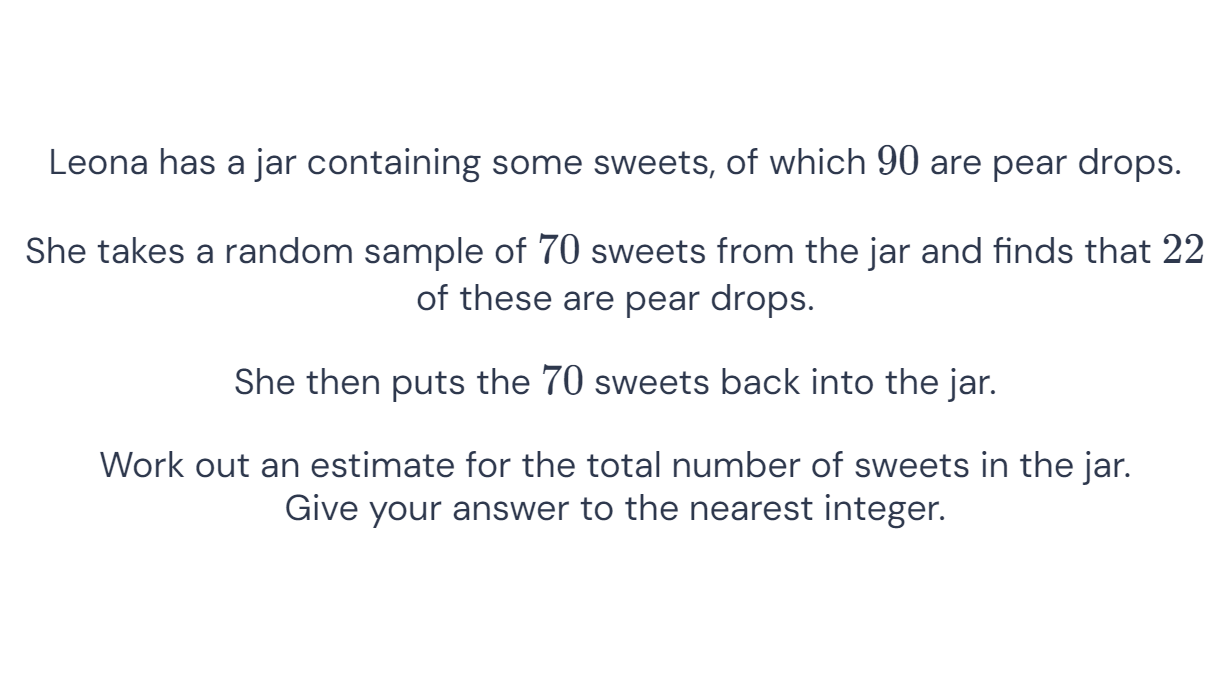 Leona has a jar containing some sweets, of which 90 are pear drops.
She takes a random sample of 70 sweets from the jar and finds that 22
of these are pear drops.
She then puts the 70 sweets back into the jar.
Work out an estimate for the total number of sweets in the jar.
Give your answer to the nearest integer.